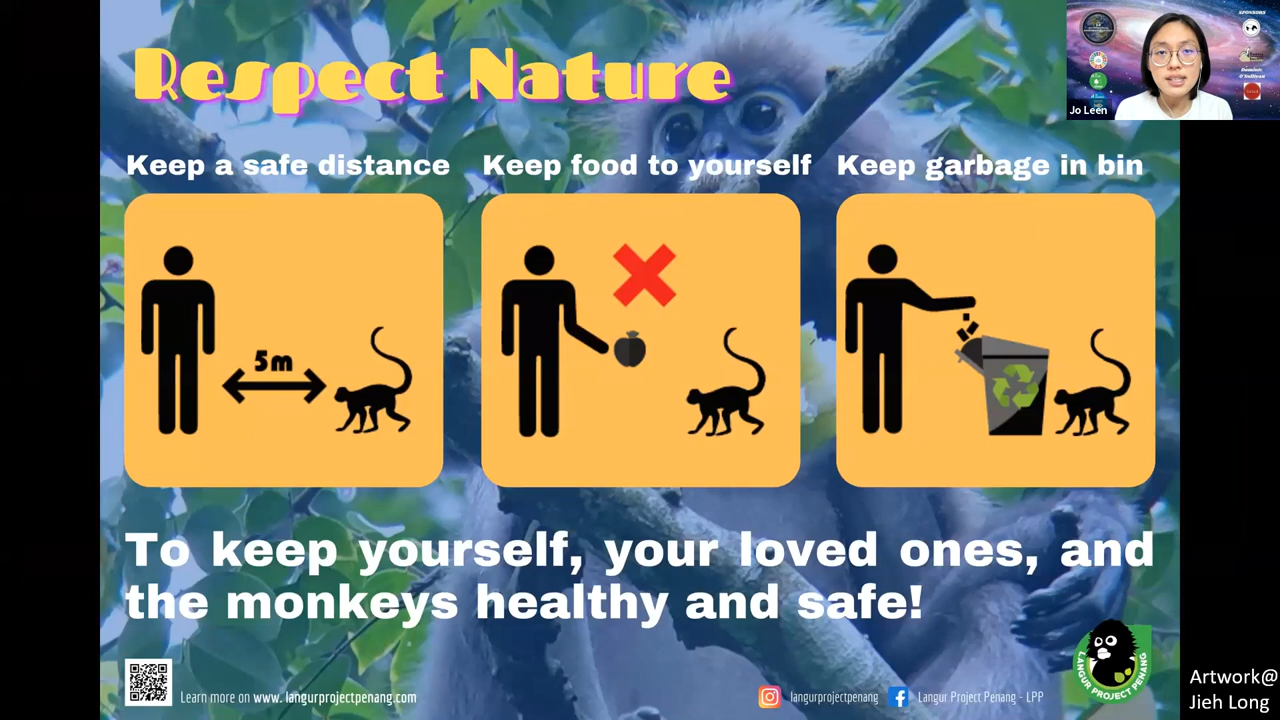 Respect Nature
Keep a safe distance
Keep food to yourself
Keep garbage in bin
5m
To keep yourself, your loved ones, and
the monkeys healthy and safe!
Learn more on www. langurprojectpenang.com
langurprojectpenang
Langur Project Penang - LPP
LANGUR PROJECT PENANG
Jo Leen
SPONSORS
Dominic
O'Sullivan
Artwork@
Jieh Long